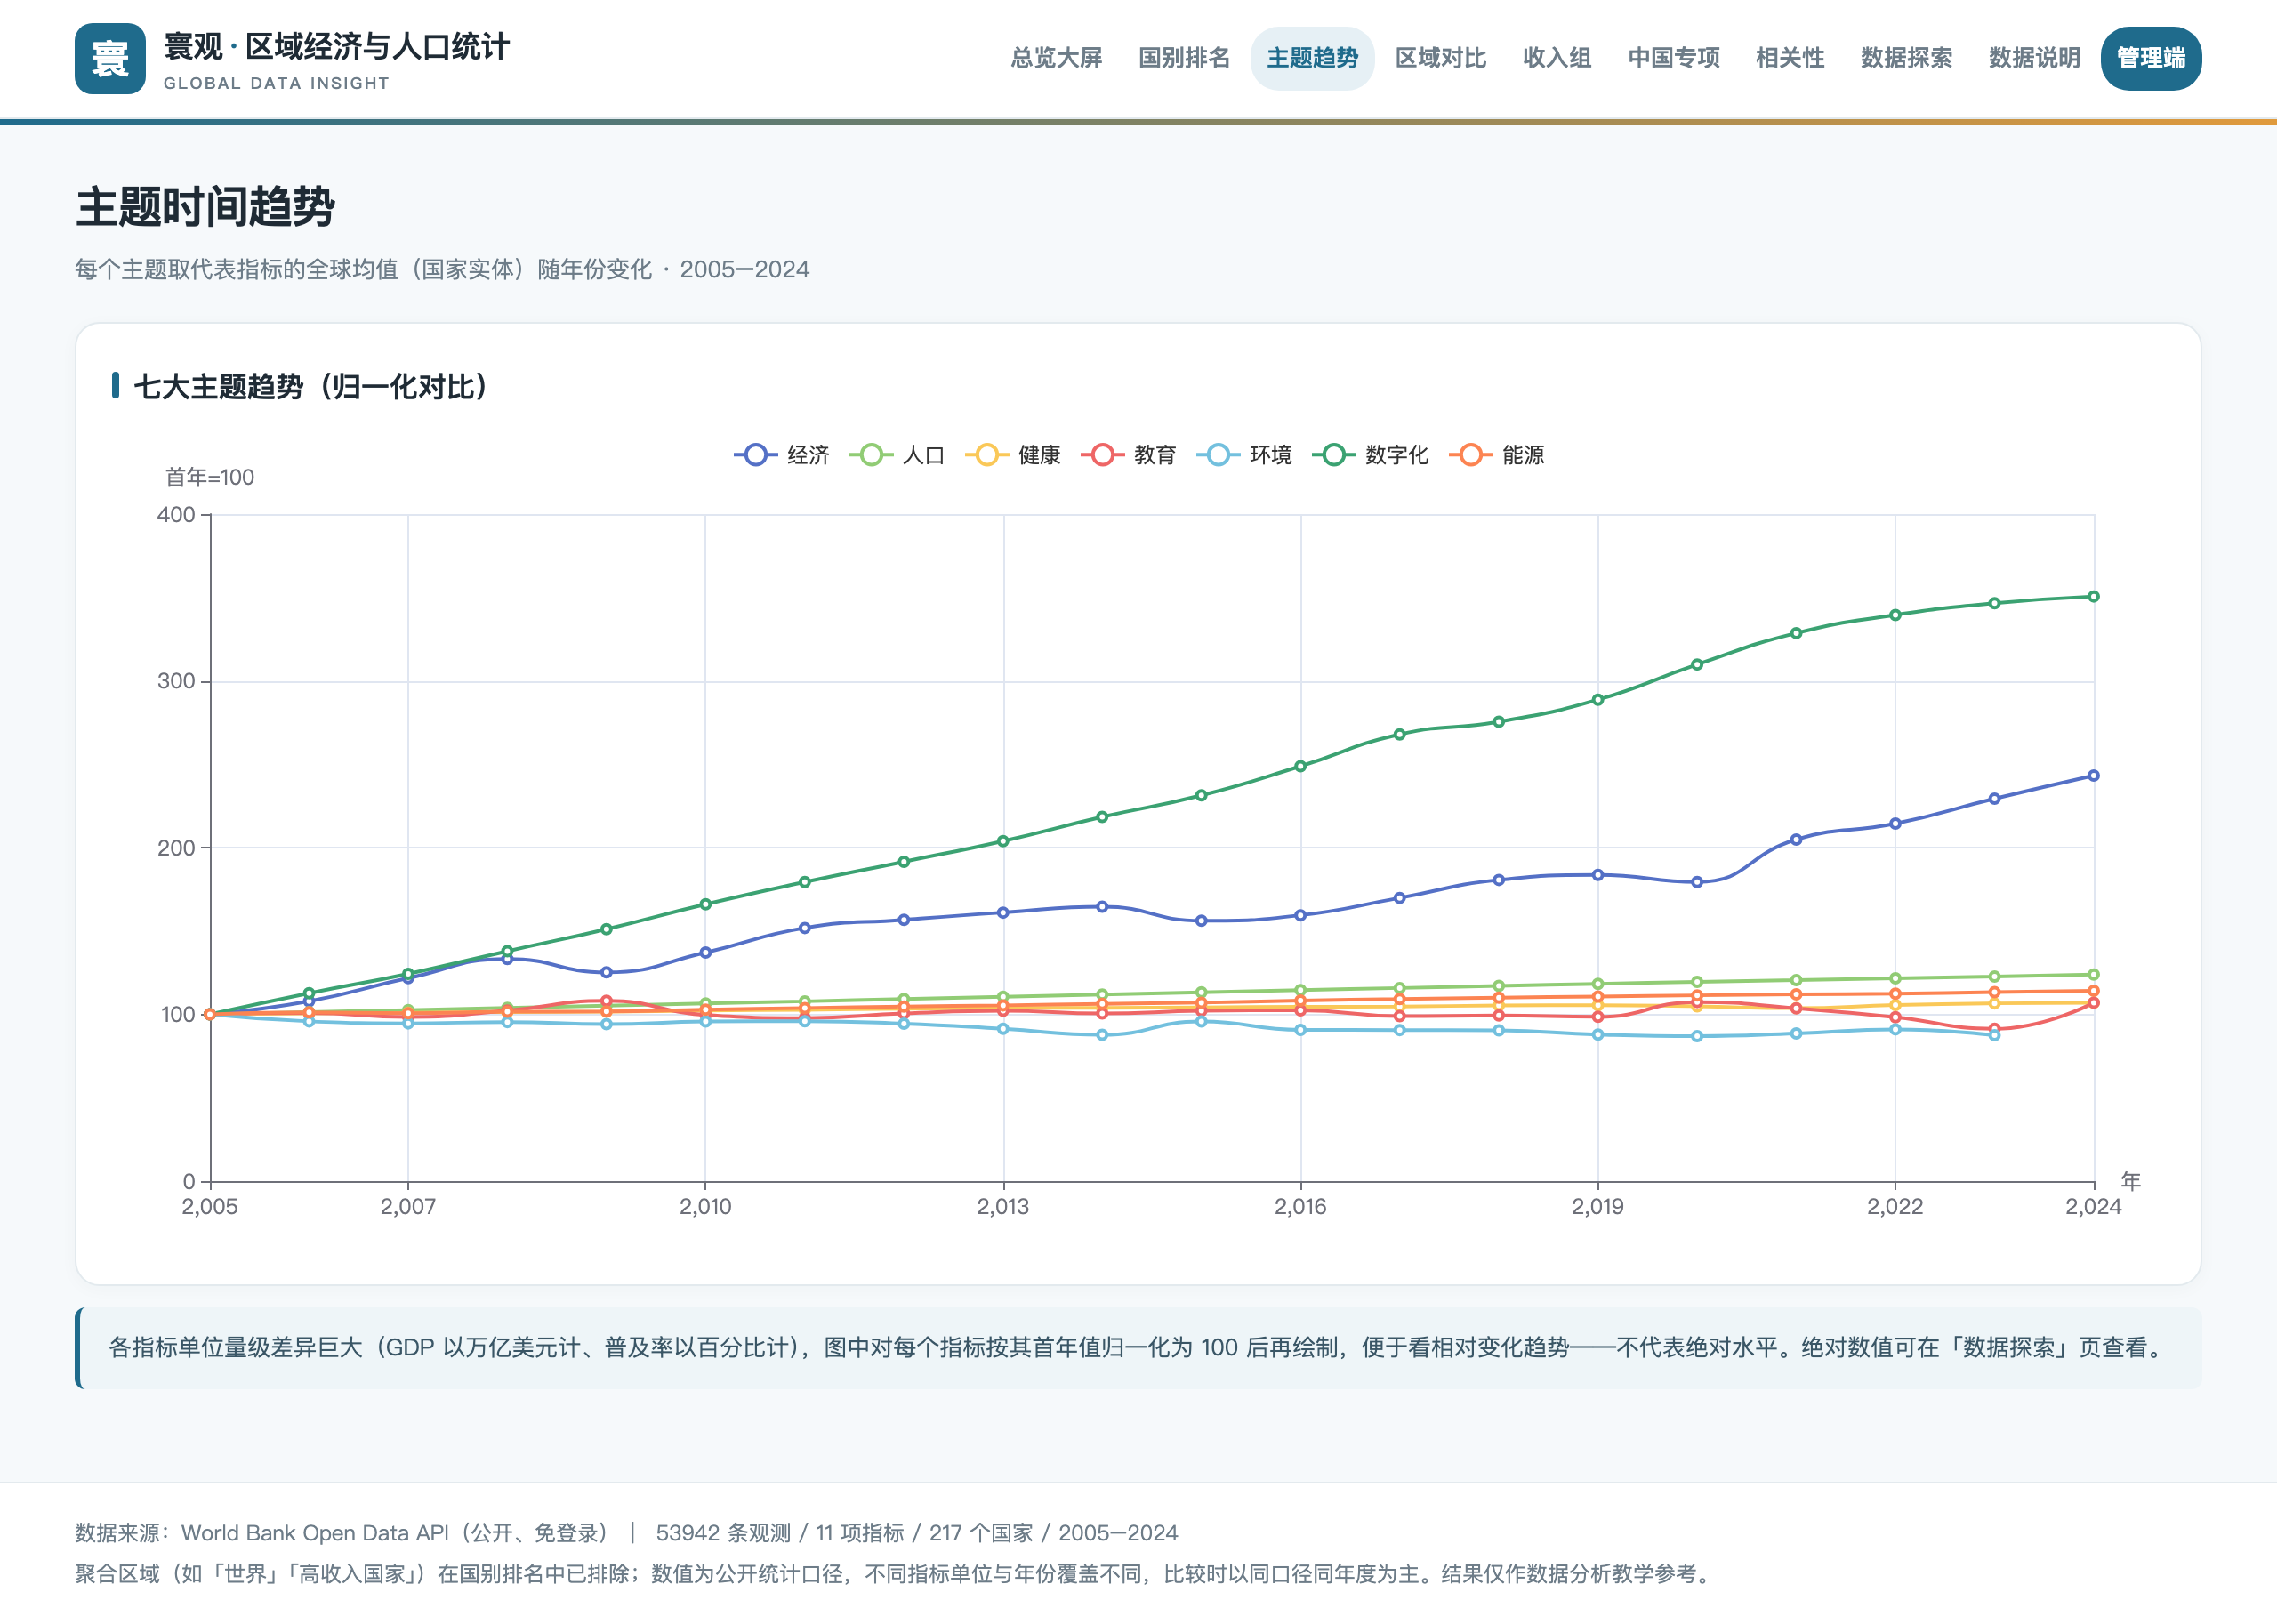 寰
寰观·区域经济与人口统计
GLOBAL DATA INSIGHT
总览大屏 国别排名 主题趋势 区域对比 收入组 中国专项 相关性 数据探索 数据说明 管理端
主题时间趋势
每个主题取代表指标的全球均值（国家实体）随年份变化 · 2005—2024
七大主题趋势（归一化对比）
经济 人口 健康 教育 环境 数字化 能源
首年=100
400
300
200
100
0
2,005 2,007 2,010 2,013 2,016 2,019 2,022 2,024
年
各指标单位量级差异巨大（GDP 以万亿美元计、普及率以百分比计），图中对每个指标按其首年值归一化为 100 后再绘制，便于看相对变化趋势——不代表绝对水平。绝对数值可在「数据探索」页查看。
数据来源：World Bank Open Data API（公开、免登录） ｜ 53942 条观测 / 11 项指标 / 217 个国家 / 2005—2024
聚合区域（如「世界」「高收入国家」）在国别排名中已排除；数值为公开统计口径，不同指标单位与年份覆盖不同，比较时以同口径同年度为主。结果仅作数据分析教学参考。